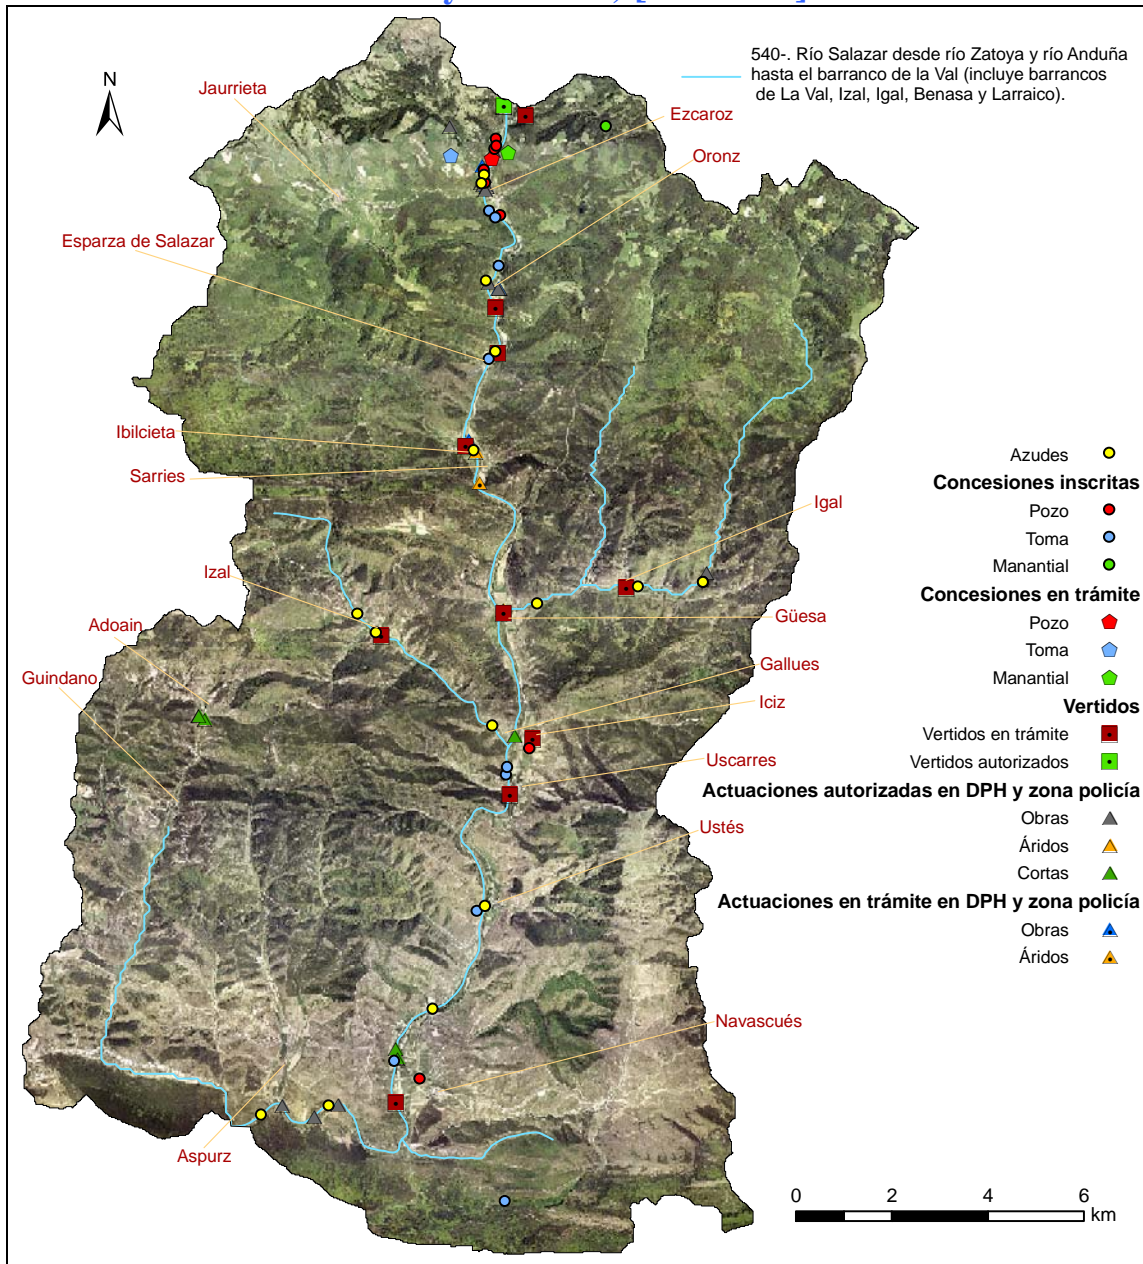 540-. Río Salazar desde río Zatoya y río Anduña
hasta el barranco de la Val (incluye barrancos
de La Val, Izal, Igal, Benasa y Larraico).
N
Jaurrieta
Ezcaroz
Oronz
Esparza de Salazar
Ibilcieta
Sarries
Igal
Izal
Adoain
Güesa
Guindano
Gallues
Iciz
Uscarres
Ustés
Navascués
Aspurz
Azudes
Concesiones inscritas
Pozo
Toma
Manantial
Concesiones en trámite
Pozo
Toma
Manantial
Vertidos
Vertidos en trámite
Vertidos autorizados
Actuaciones autorizadas en DPH y zona policía
Obras
Áridos
Cortas
Actuaciones en trámite en DPH y zona policía
Obras
Áridos
0 2 4 6
km